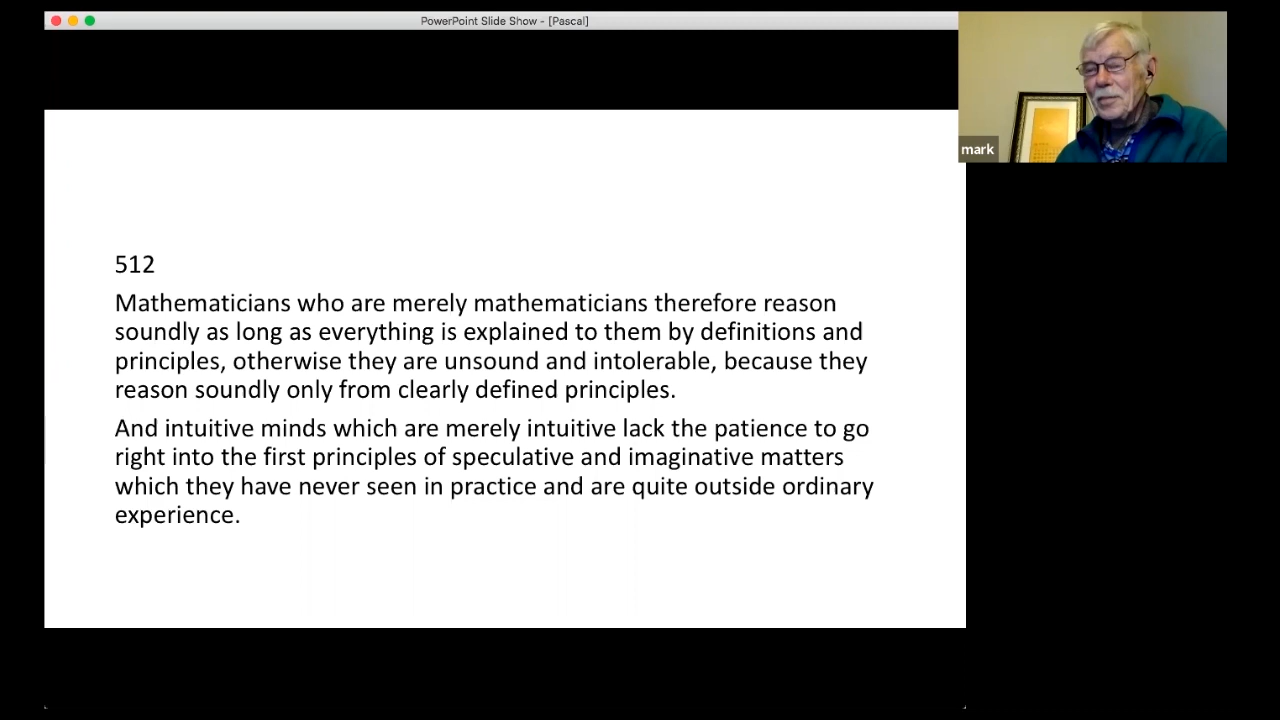 PowerPoint Slide Show - [Pascal]
mark
512
Mathematicians who are merely mathematicians therefore reason
soundly as long as everything is explained to them by definitions and
principles, otherwise they are unsound and intolerable, because they
reason soundly only from clearly defined principles.
And intuitive minds which are merely intuitive lack the patience to go
right into the first principles of speculative and imaginative matters
which they have never seen in practice and are quite outside ordinary
experience.